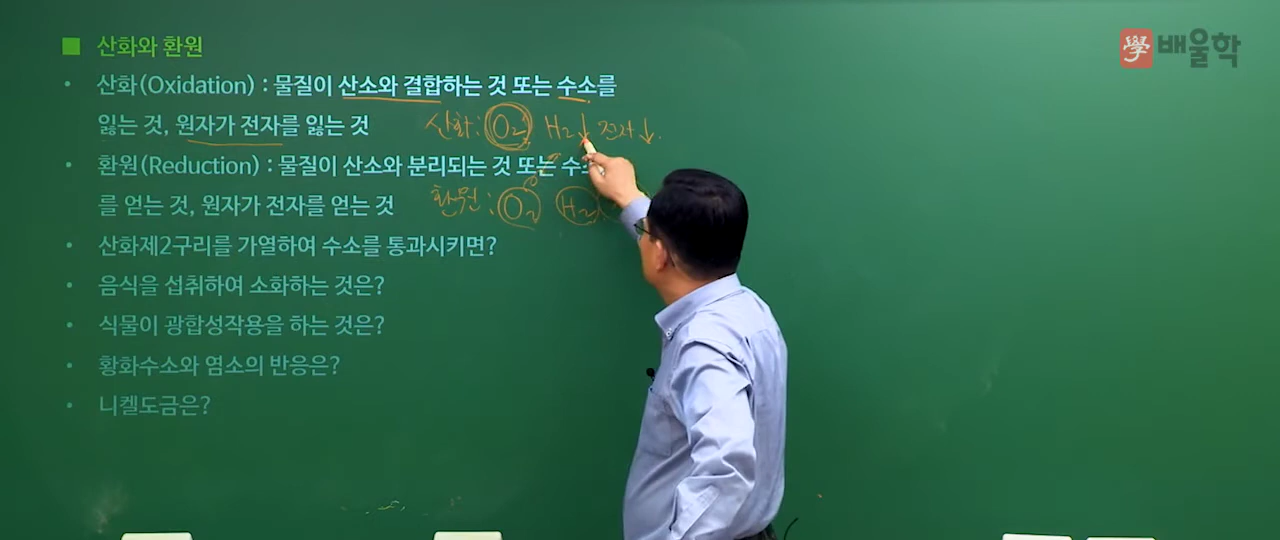 學 배울학
■ 산화와 환원
• 산화(Oxidation) : 물질이 산소와 결합하는 것 또는 수소를
잃는 것, 원자가 전자를 잃는 것
산화: O₂ H₂↓ 전자↓.
• 환원(Reduction) : 물질이 산소와 분리되는 것 또는
를 얻는 것, 원자가 전자를 얻는 것
환원: O₂ H₂
• 산화제2구리를 가열하여 수소를 통과시키면?
• 음식을 섭취하여 소화하는 것은?
• 식물이 광합성작용을 하는 것은?
• 황화수소와 염소의 반응은?
• 니켈도금은?